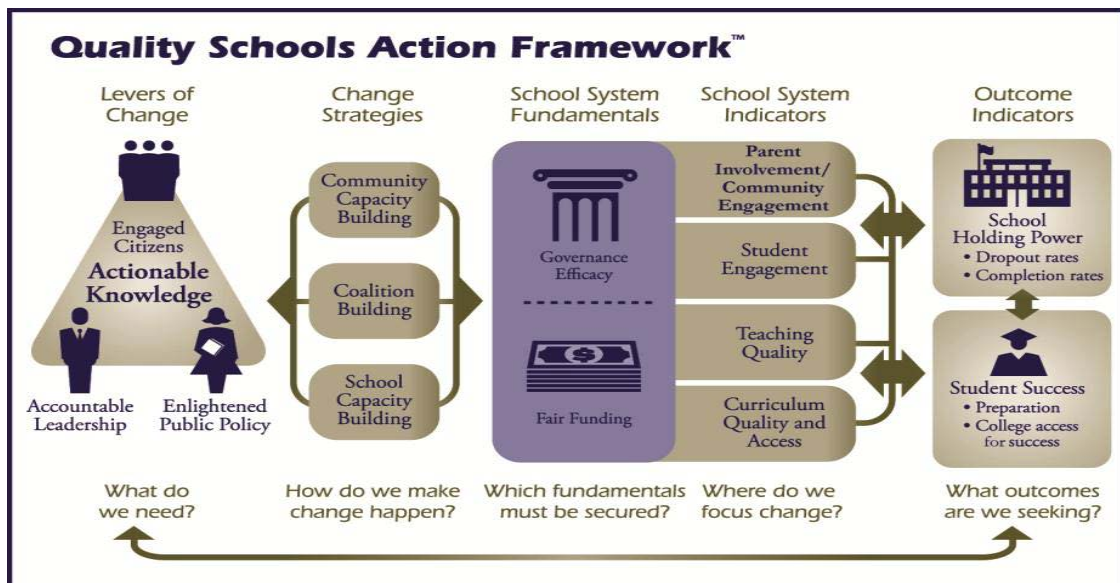 Quality Schools Action Framework™
Levers of
Change
Engaged
Citizens
Actionable
Knowledge
Accountable
Leadership
Enlightened
Public Policy
What do
we need?
Change
Strategies
Community
Capacity
Building
Coalition
Building
School
Capacity
Building
How do we make
change happen?
School System
Fundamentals
Governance
Efficacy
$
Fair Funding
Which fundamentals
must be secured?
School System
Indicators
Parent
Involvement/
Community
Engagement
Student
Engagement
Teaching
Quality
Curriculum
Quality and
Access
Where do we
focus change?
Outcome
Indicators
School
Holding Power
• Dropout rates
• Completion rates
Student Success
• Preparation
• College access
for success
What outcomes
are we seeking?